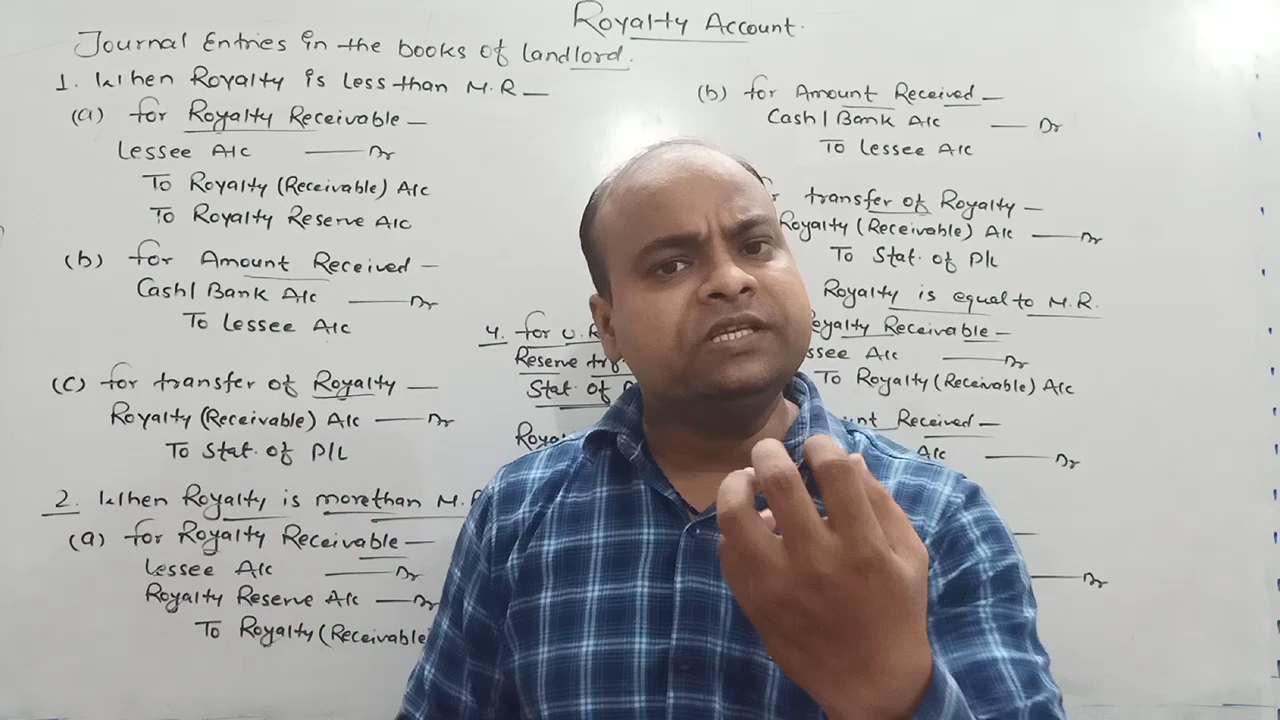 Royalty Account.
Journal Entries in the books of landlord.
1. When Royalty is less than M.R —
(a) for Royalty Receivable —
Lessee A/c —— Dr
To Royalty (Receivable) A/c
To Royalty Reserve A/c
(b) for Amount Received —
Cash/Bank A/c —— Dr
To Lessee A/c
(c) for transfer of Royalty —
Royalty (Receivable) A/c —— Dr
To Stat. of P/L
2. When Royalty is more than M.
(a) for Royalty Receivable —
Lessee A/c —— Dr
Royalty Reserve A/c — Dr
To Royalty (Receivable
4. for U.R
Reserve trf.
Stat. of
(b) for Amount Received —
Cash/Bank A/c —— Dr
To Lessee A/c
transfer of Royalty —
Royalty (Receivable) A/c —— Dr
To Stat. of P/L
Royalty is equal to M.R.
Royalty Receivable —
A/c —— Dr
To Royalty (Receivable) A/c
Received —
A/c —— Dr
—— Dr